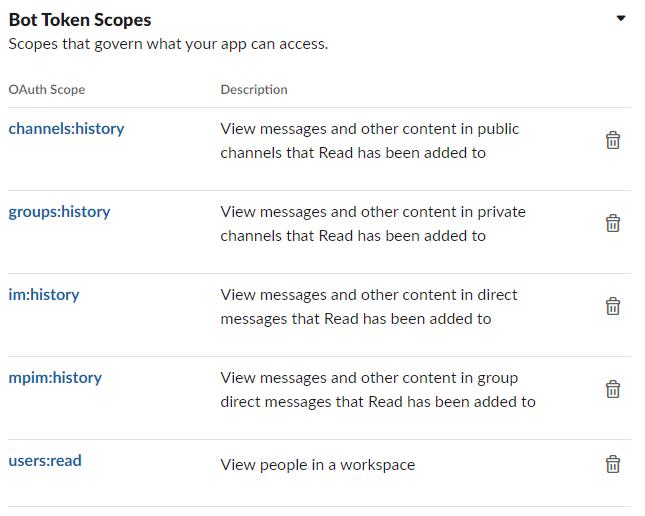 Bot Token Scopes
Scopes that govern what your app can access.
OAuth Scope Description
channels:history View messages and other content in public
channels that Read has been added to
groups:history View messages and other content in private
channels that Read has been added to
im:history View messages and other content in direct
messages that Read has been added to
mpim:history View messages and other content in group
direct messages that Read has been added to
users:read View people in a workspace